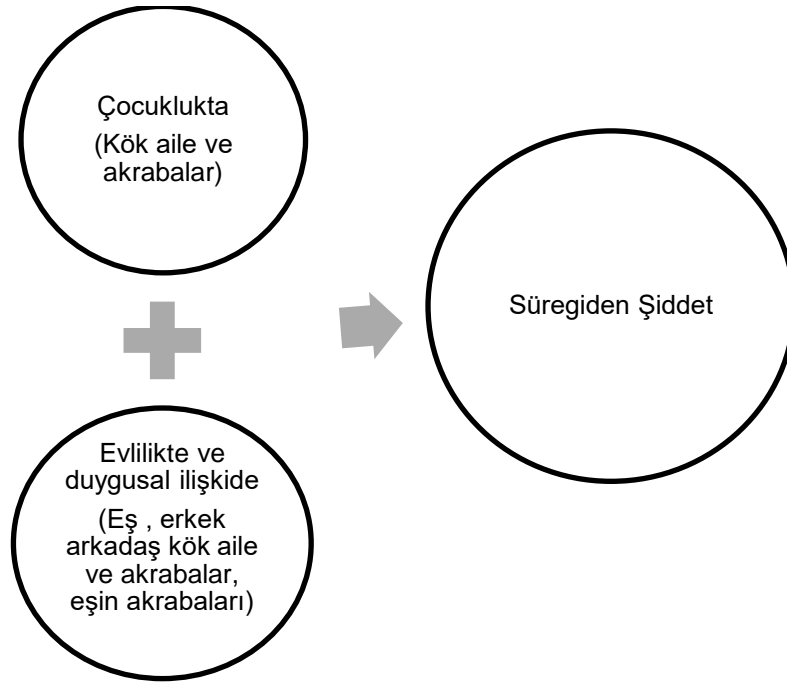 Çocuklukta
(Kök aile ve
akrabalar)
Evlilikte ve
duygusal ilişkide
(Eş , erkek
arkadaş kök aile
ve akrabalar,
eşin akrabaları)
Süregiden Şiddet